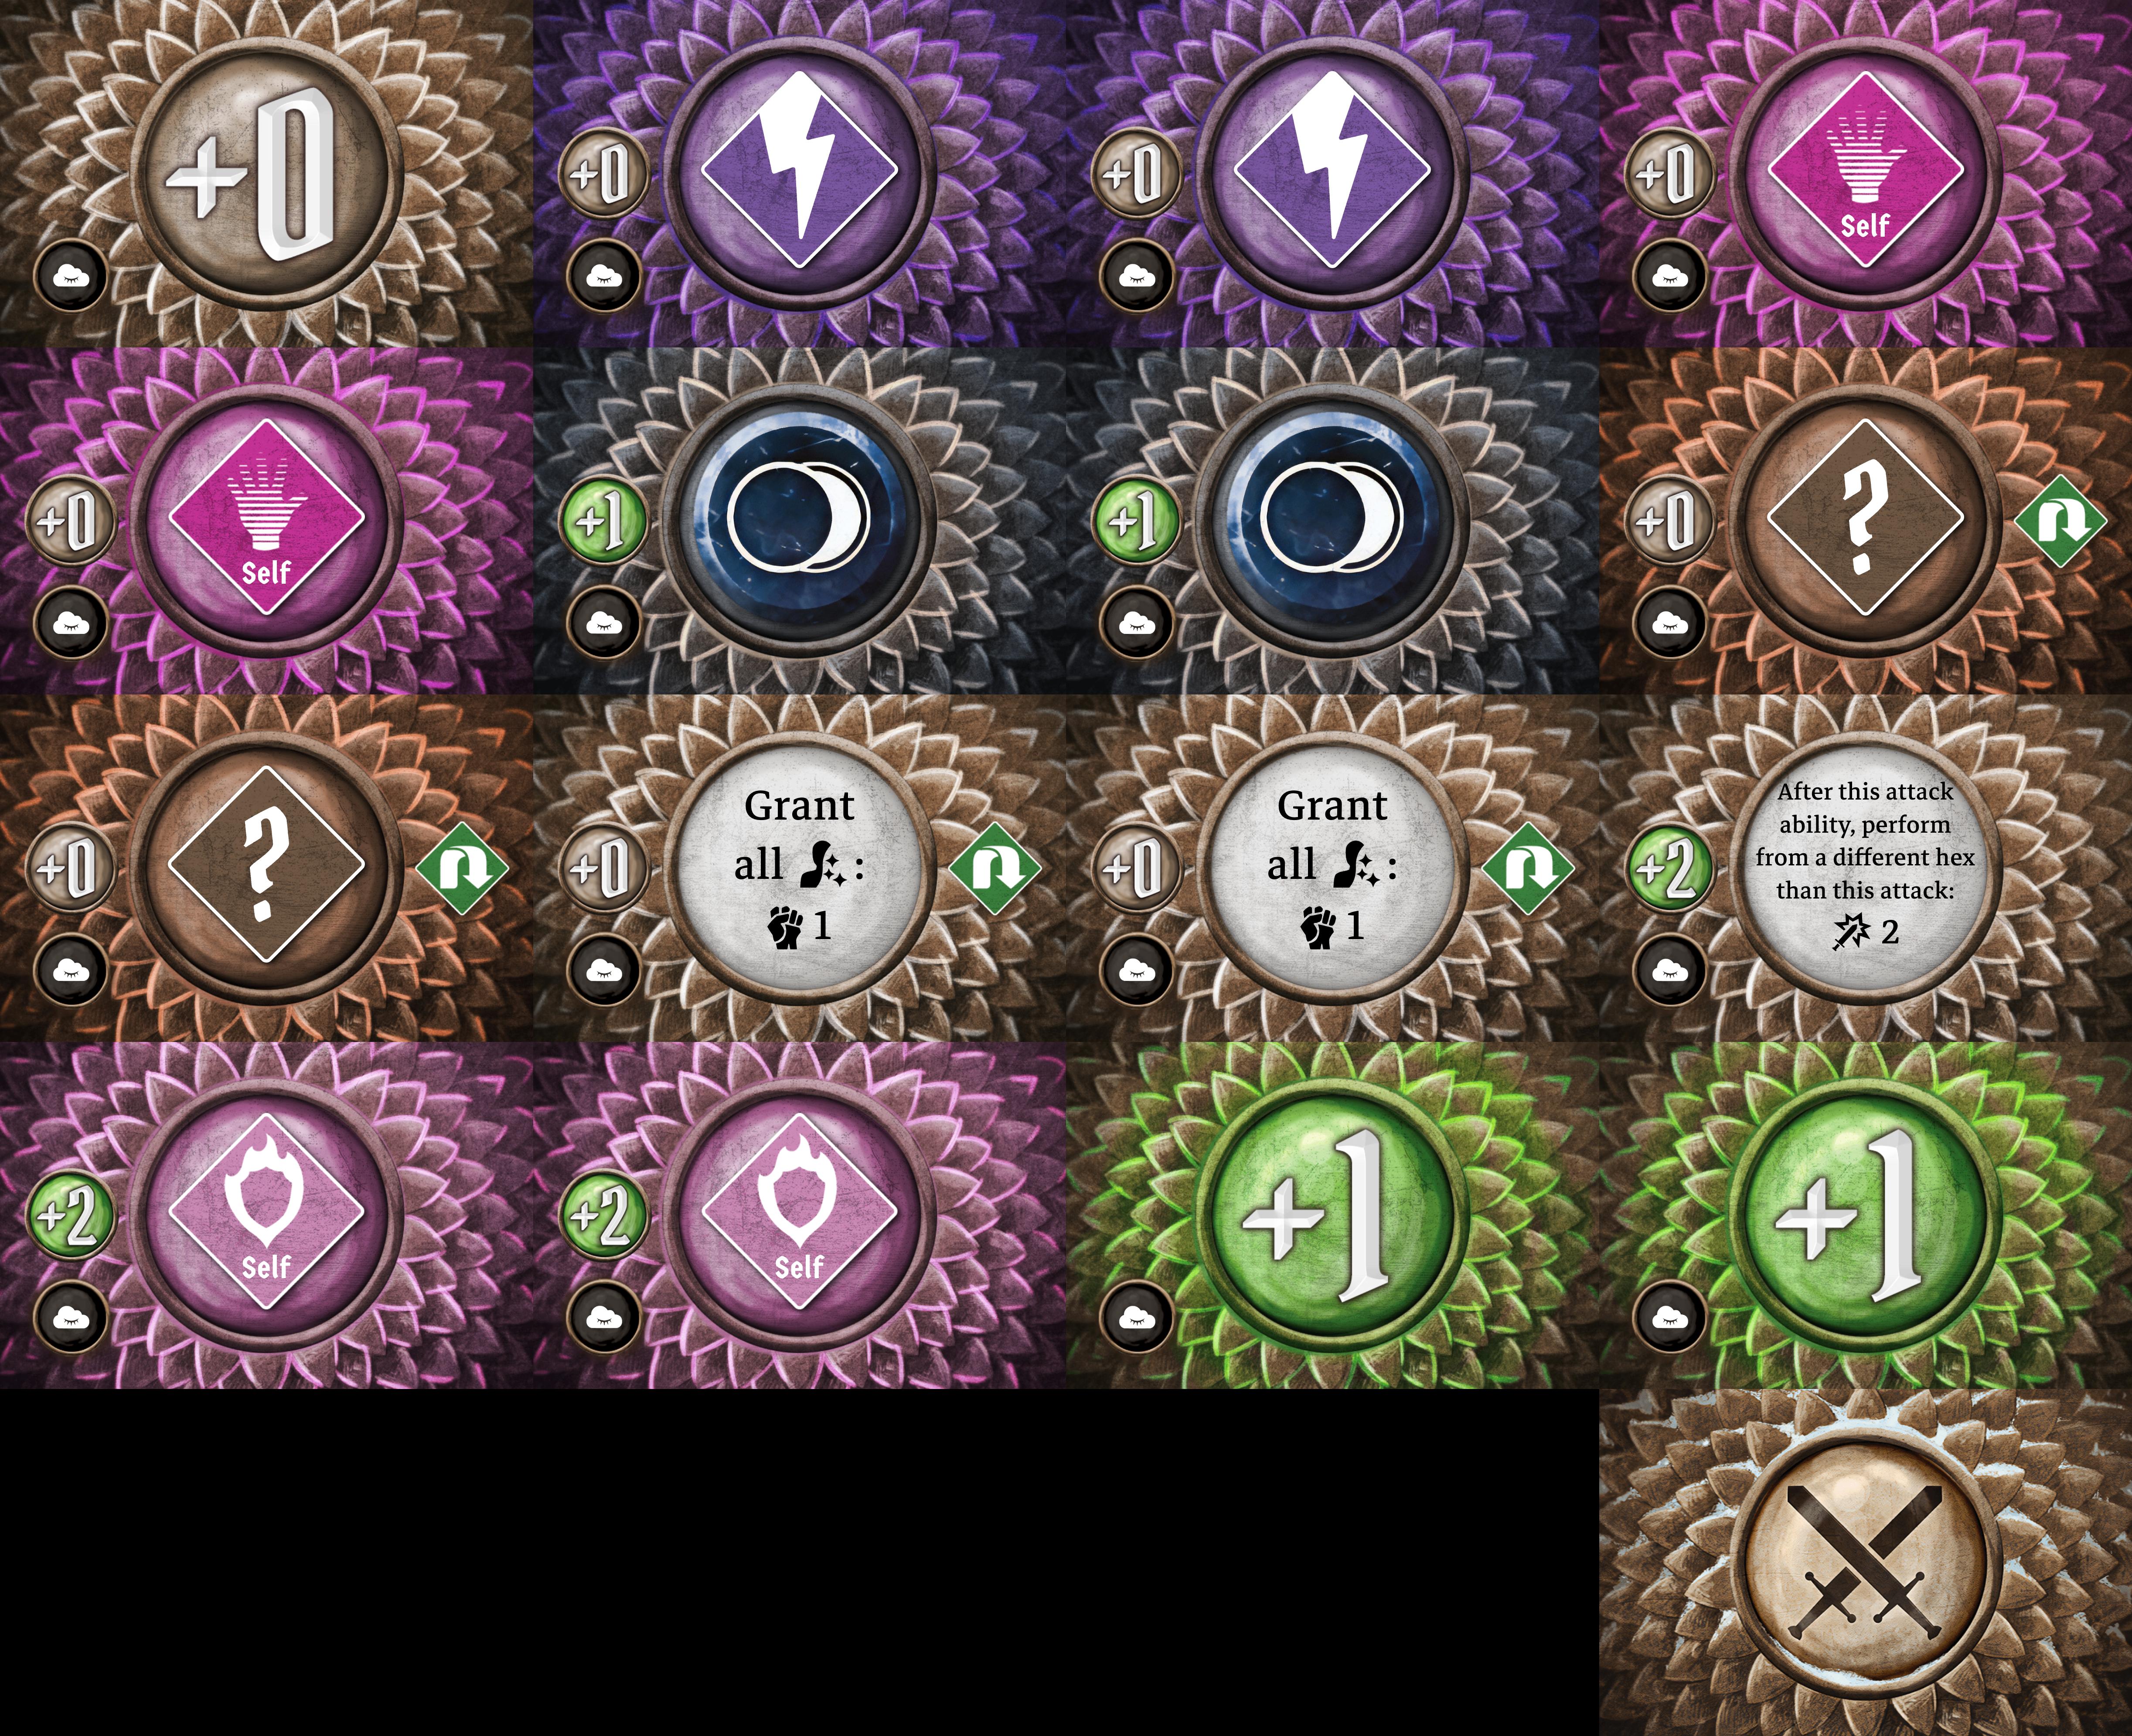 +0
+0
+0
+0
Self
+0
Self
+1
+1
+0
?
+0
?
+0
Grant
all :
1
+0
Grant
all :
1
+2
After this attack
ability, perform
from a different hex
than this attack:
2
+2
Self
+2
Self
+1
+1